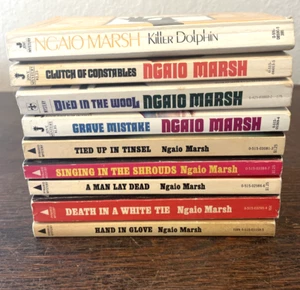 NGAIO MARSH Killer Dolphin
CLUTCH OF CONSTABLES NGAIO MARSH
DIED IN THE WOOL NGAIO MARSH
GRAVE MISTAKE NGAIO MARSH
TIED UP IN TINSEL Ngaio Marsh
SINGING IN THE SHROUDS Ngaio Marsh
A MAN LAY DEAD Ngaio Marsh
DEATH IN A WHITE TIE Ngaio Marsh
HAND IN GLOVE Ngaio Marsh